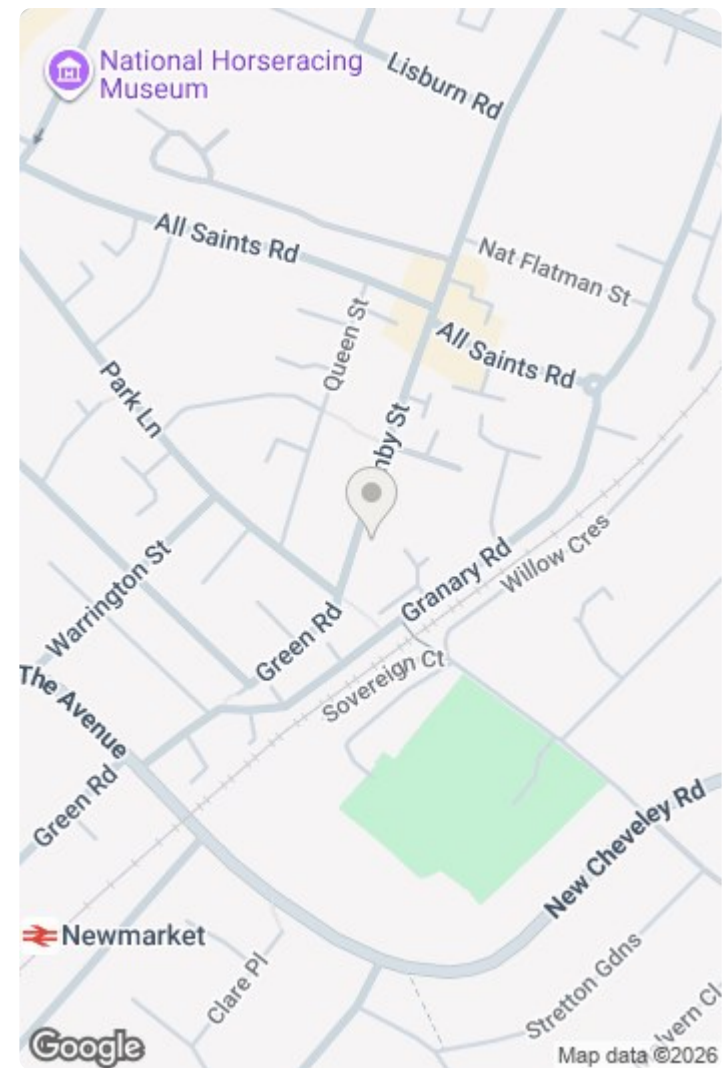 National Horseracing
Museum
Lisburn Rd
All Saints Rd
Nat Flatman St
Queen St
All Saints Rd
Park Ln
Warrington St
Granary Rd
Willow Cres
Green Rd
Sovereign Ct
The Avenue
Green Rd
New Cheveley Rd
Newmarket
Clare Pl
Stretton Gdns
Google
Map data ©2026